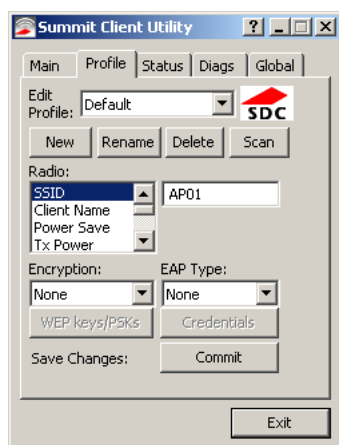 Summit Client Utility
Main Profile Status Diags Global
Edit
Profile: Default
SDC
New Rename Delete Scan
Radio:
SSID AP01
Client Name
Power Save
Tx Power
Encryption: EAP Type:
None None
WEP keys/PSKs Credentials
Save Changes: Commit
Exit